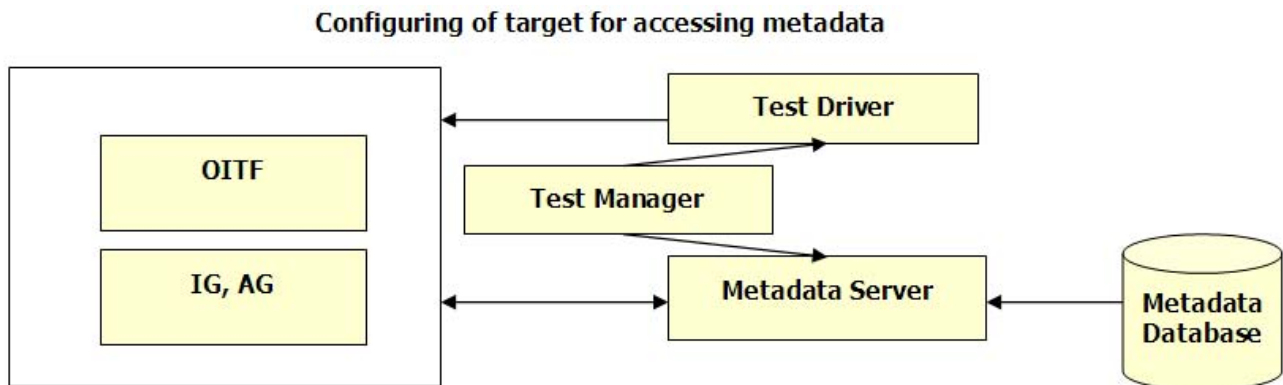 Configuring of target for accessing metadata
Test Driver
OITF
Test Manager
IG, AG
Metadata Server
Metadata
Database